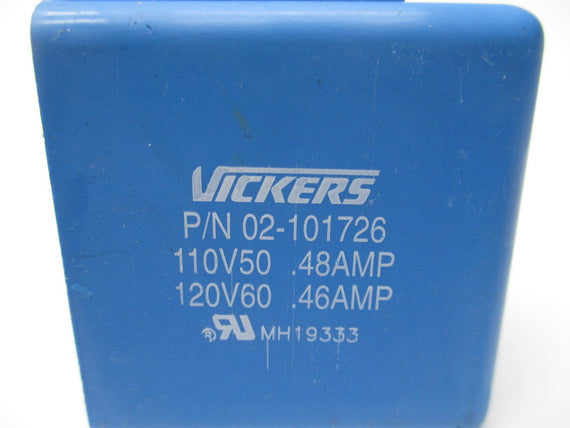 VICKERS
P/N 02-101726
110V50 .48AMP
120V60 .46AMP
MH19333